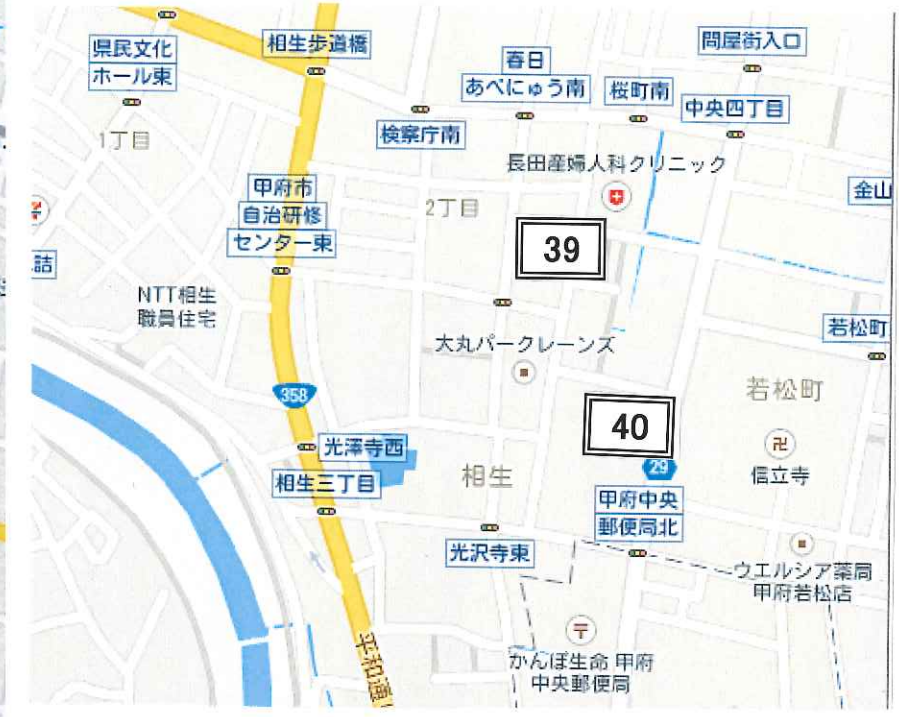 県民文化
ホール東
相生歩道橋
春日
あべにゅう南
問屋街入口
桜町南
中央四丁目
検察庁南
1丁目
長田産婦人科クリニック
甲府市
自治研修
センター東
2丁目
金山
39
詰
NTT相生
職員住宅
大丸パークレーンズ
若松町
358
若松町
40
光澤寺西
29
相生三丁目
相生
卍
信立寺
甲府中央
郵便局北
光沢寺東
ウエルシア薬局
甲府若松店
〒
かんぽ生命 甲府
中央郵便局
平和通